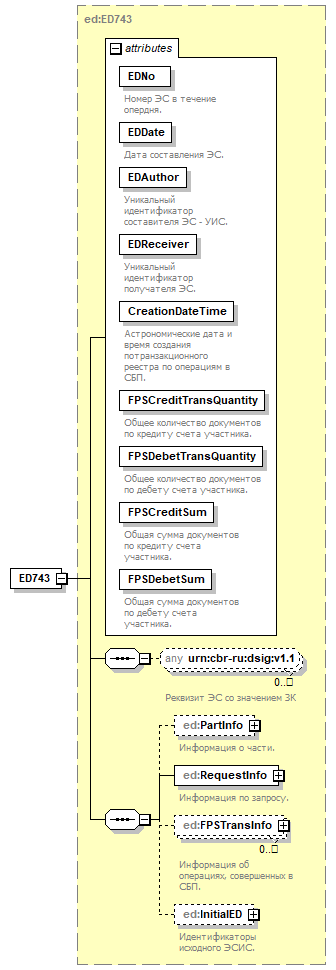 ed:ED743
attributes
EDNo
Номер ЭС в течение
опердня.
EDDate
Дата составления ЭС.
EDAuthor
Уникальный
идентификатор
составителя ЭС - УИС.
EDReceiver
Уникальный
идентификатор
получателя ЭС.
CreationDateTime
Астрономические дата и
время создания
потранзакционного
реестра по операциям в
СБП.
FPSCreditTransQuantity
Общее количество документов
по кредиту счета участника.
FPSDebetTransQuantity
Общее количество документов
по дебету счета участника.
FPSCreditSum
Общая сумма документов
по кредиту счета
участника.
FPSDebetSum
Общая сумма документов
по дебету счета
участника.
ED743
any urn:cbr-ru:dsig:v1.1
0..□
Реквизит ЭС со значением ЗК
ed:PartInfo
Информация о части.
ed:RequestInfo
Информация по запросу.
ed:FPSTransInfo
0..□
Информация об
операциях, совершенных в
СБП.
ed:InitialED
Идентификаторы
исходного ЭСИС.